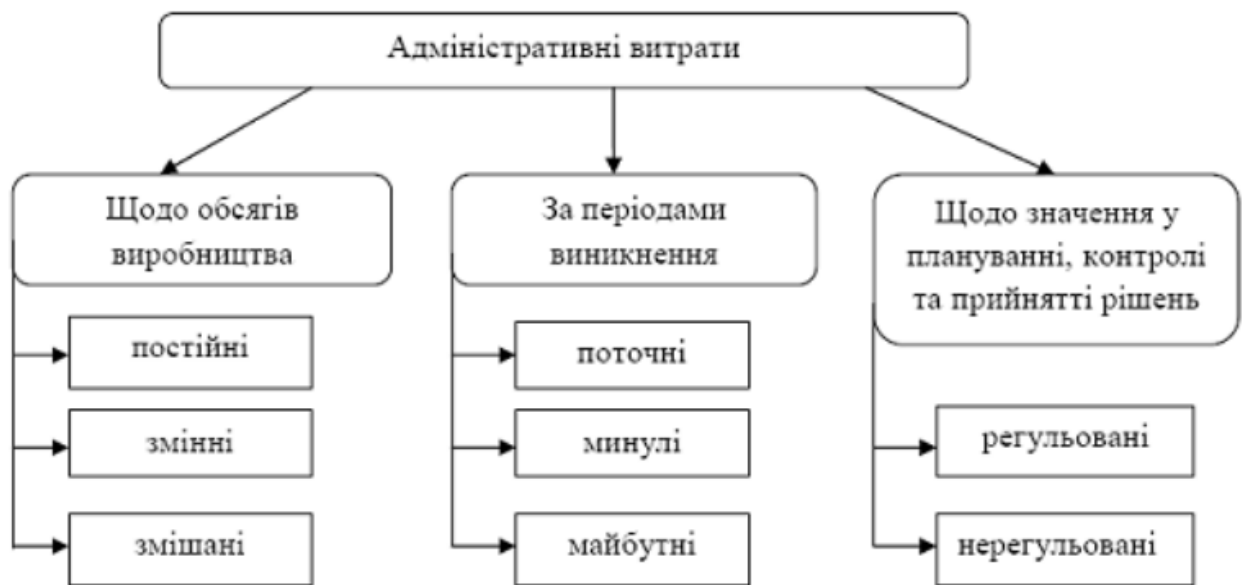 Адміністративні витрати
Щодо обсягів
виробництва
постійні
змінні
змішані
За періодами
виникнення
поточні
минулі
майбутні
Щодо значення у
плануванні, контролі
та прийнятті рішень
регульовані
нерегульовані